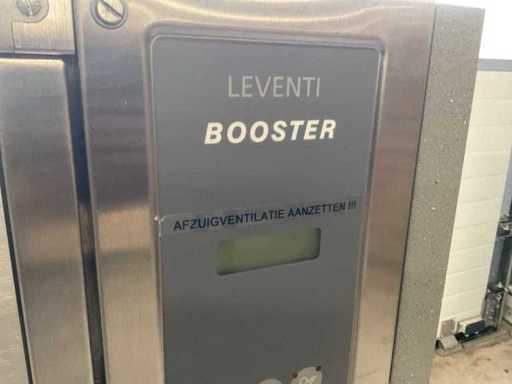 LEVENTI
BOOSTER
AFZUIGVENTILATIE AANZETTEN !!!